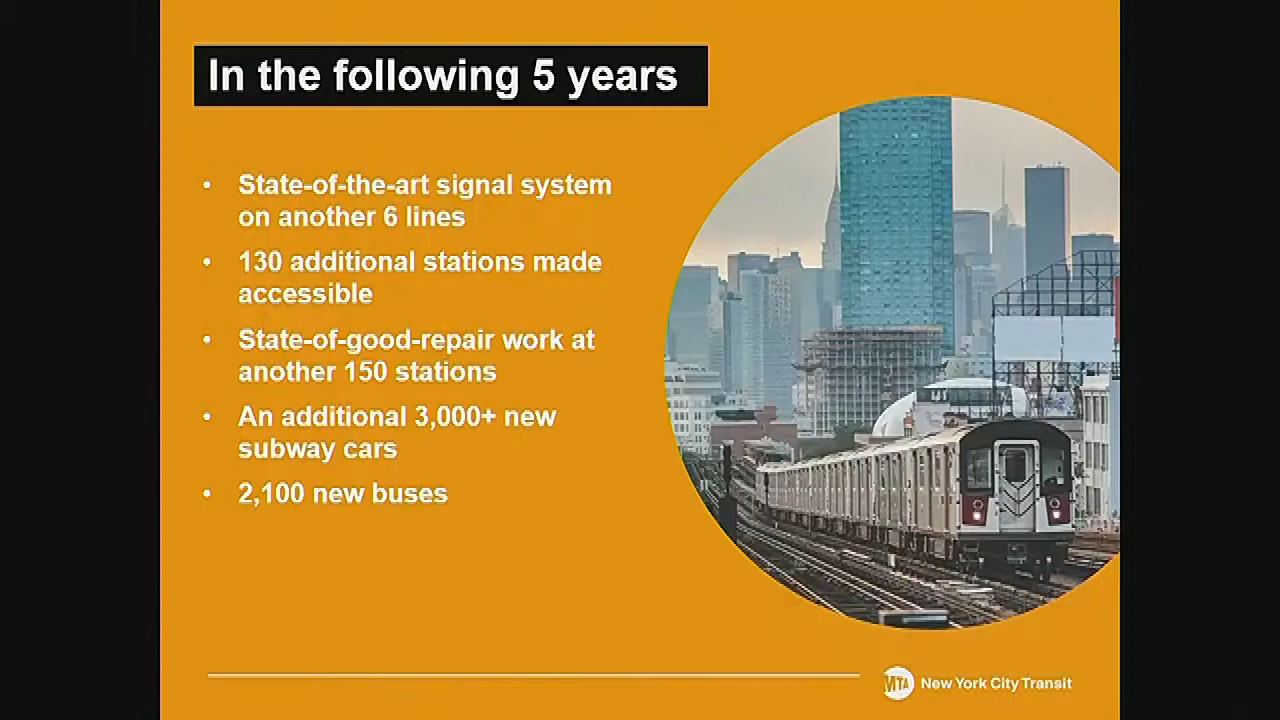 In the following 5 years
• State-of-the-art signal system
on another 6 lines
• 130 additional stations made
accessible
• State-of-good-repair work at
another 150 stations
• An additional 3,000+ new
subway cars
• 2,100 new buses
MTA New York City Transit